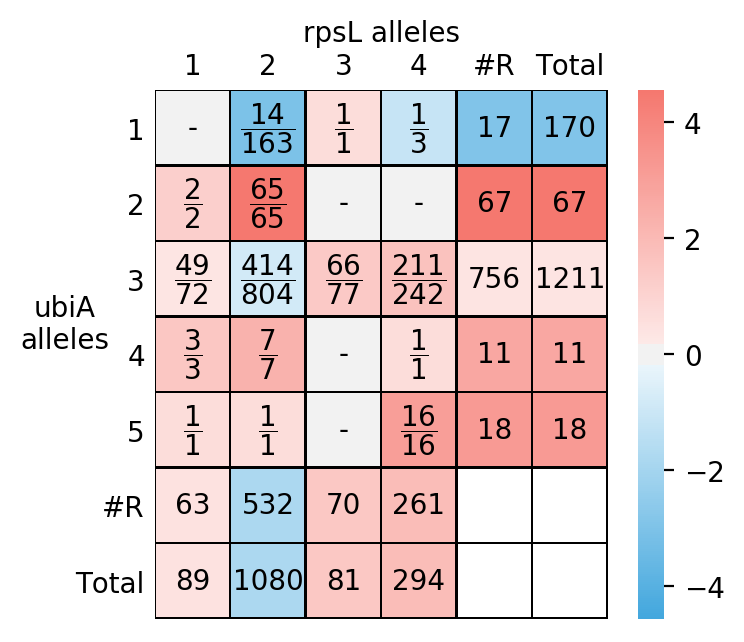 rpsL alleles
1 2 3 4 #R Total
1 - 14/163 1/1 1/3 17 170
2 2/2 65/65 - - 67 67
3 49/72 414/804 66/77 211/242 756 1211
ubiA
alleles
4 3/3 7/7 - 1/1 11 11
5 1/1 1/1 - 16/16 18 18
#R 63 532 70 261
Total 89 1080 81 294
4
2
0
−2
−4